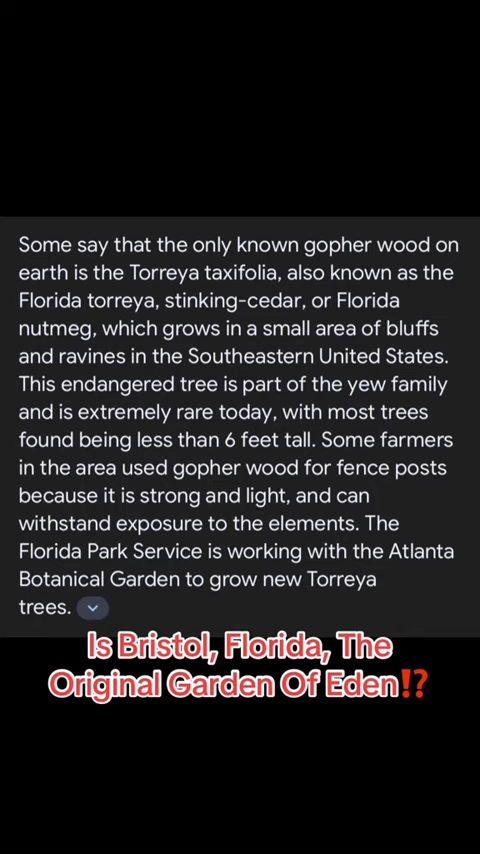 Some say that the only known gopher wood on
earth is the Torreya taxifolia, also known as the
Florida torreya, stinking-cedar, or Florida
nutmeg, which grows in a small area of bluffs
and ravines in the Southeastern United States.
This endangered tree is part of the yew family
and is extremely rare today, with most trees
found being less than 6 feet tall. Some farmers
in the area used gopher wood for fence posts
because it is strong and light, and can
withstand exposure to the elements. The
Florida Park Service is working with the Atlanta
Botanical Garden to grow new Torreya
trees.
Is Bristol, Florida, The
Original Garden Of Eden⁉️